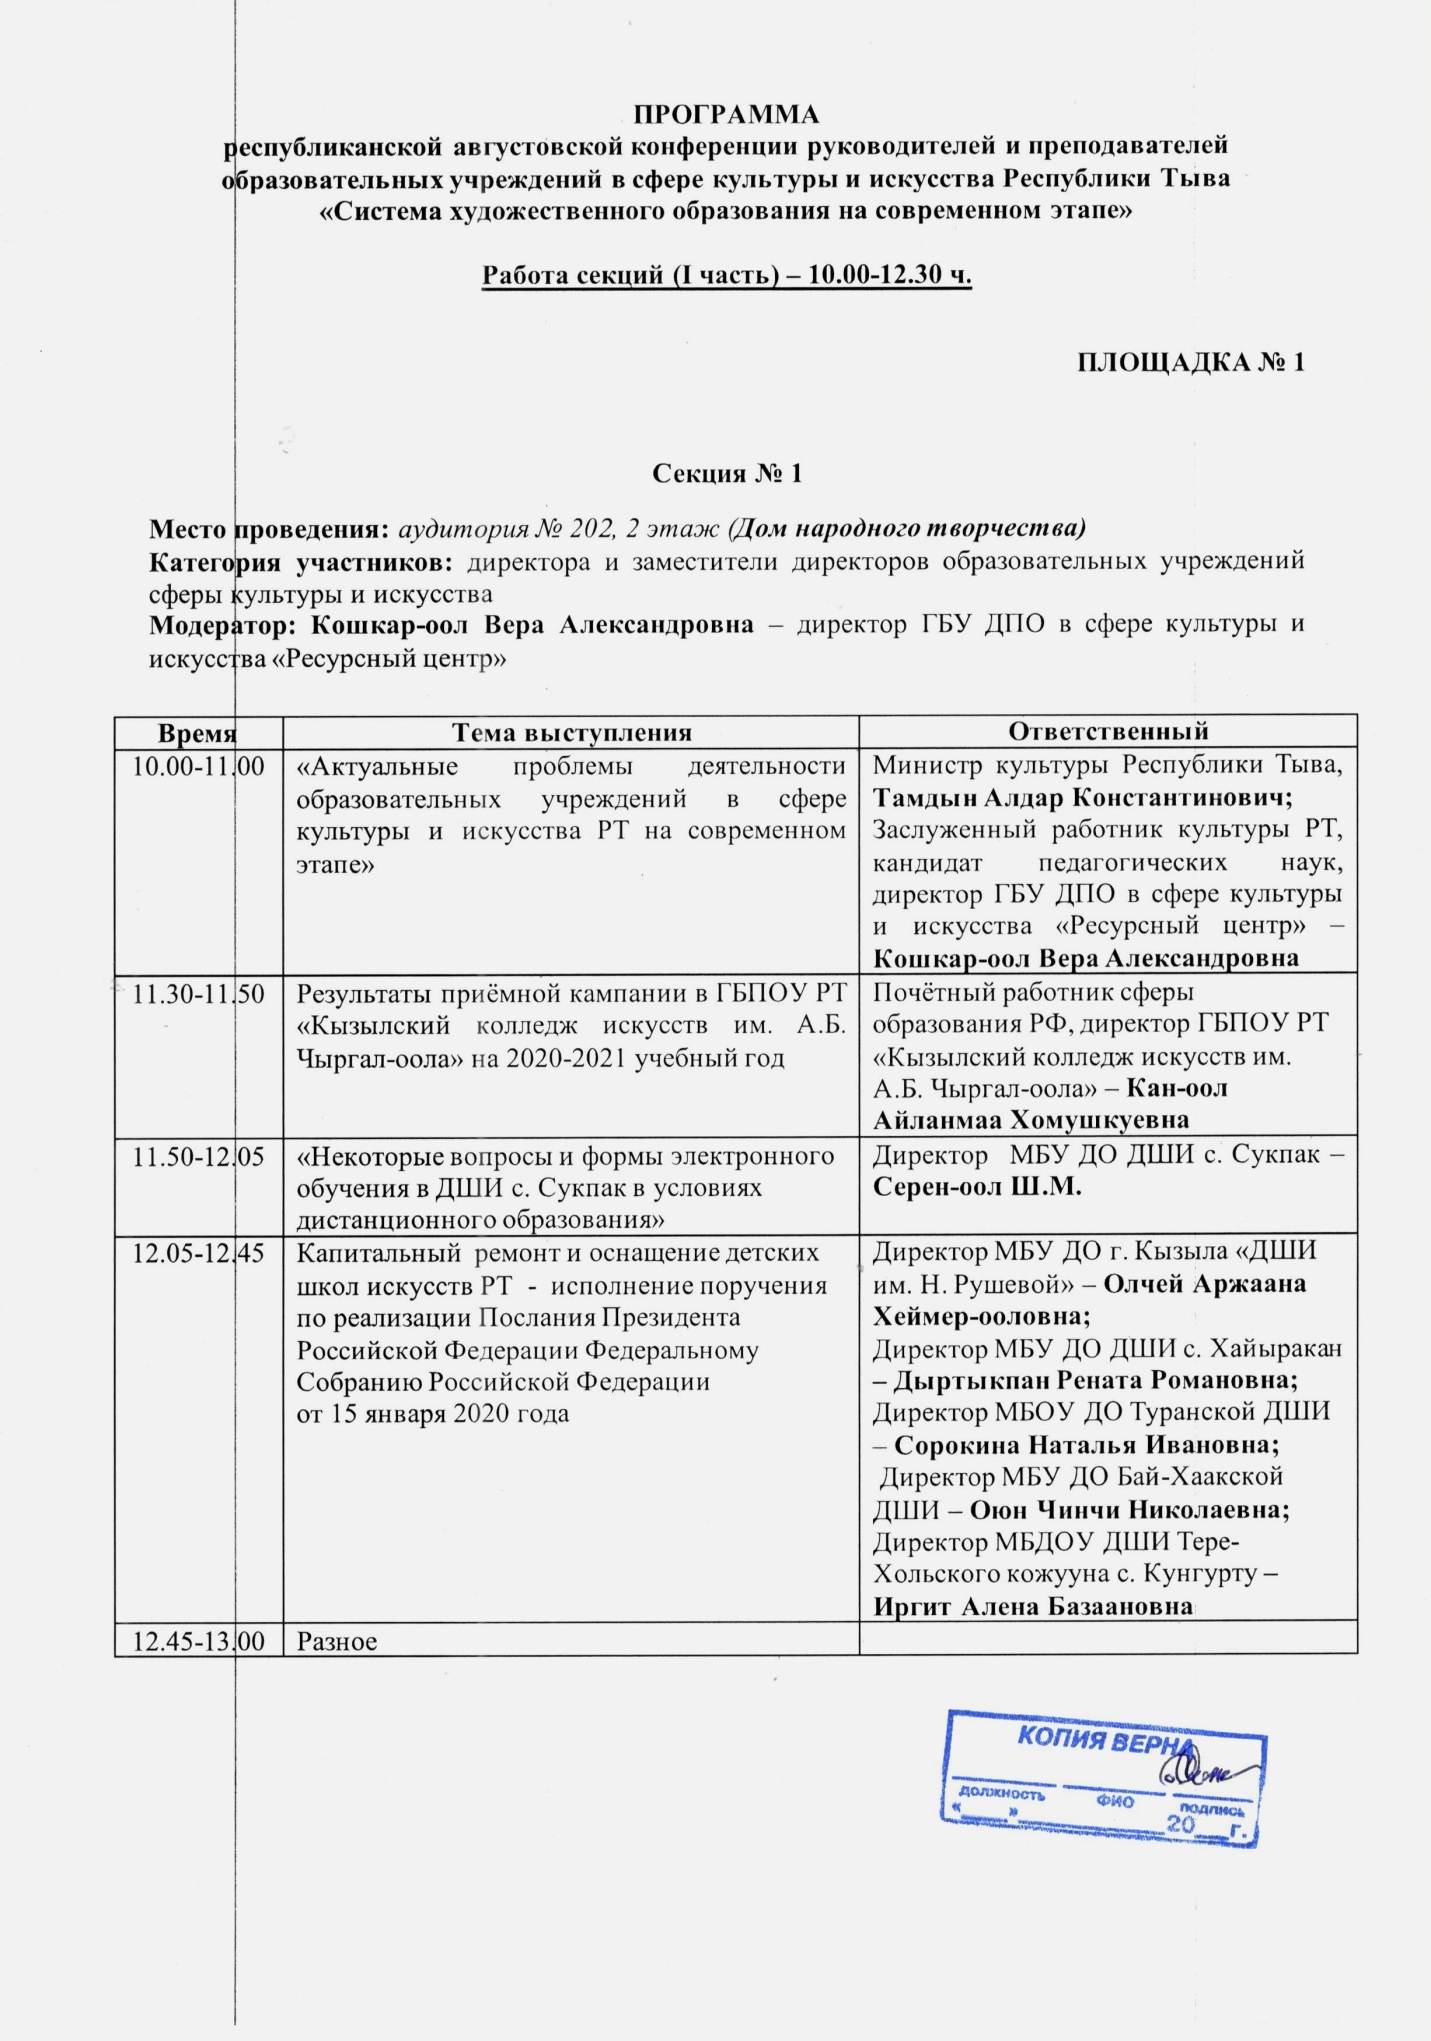 ПРОГРАММА
республиканской августовской конференции руководителей и преподавателей
образовательных учреждений в сфере культуры и искусства Республики Тыва
«Система художественного образования на современном этапе»
Работа секций (I часть) – 10.00-12.30 ч.
ПЛОЩАДКА № 1
Секция № 1
Место проведения: аудитория № 202, 2 этаж (Дом народного творчества)
Категория участников: директора и заместители директоров образовательных учреждений
сферы культуры и искусства
Модератор: Кошкар-оол Вера Александровна – директор ГБУ ДПО в сфере культуры и
искусства «Ресурсный центр»
Время
Тема выступления
Ответственный
10.00-11.00
«Актуальные проблемы деятельности
образовательных учреждений в сфере
культуры и искусства РТ на современном
этапе»
Министр культуры Республики Тыва,
Тамдын Алдар Константинович;
Заслуженный работник культуры РТ,
кандидат педагогических наук,
директор ГБУ ДПО в сфере культуры
и искусства «Ресурсный центр» –
Кошкар-оол Вера Александровна
11.30-11.50
Результаты приёмной кампании в ГБПОУ РТ
«Кызылский колледж искусств им. А.Б.
Чыргал-оола» на 2020-2021 учебный год
Почётный работник сферы
образования РФ, директор ГБПОУ РТ
«Кызылский колледж искусств им.
А.Б. Чыргал-оола» – Кан-оол
Айланмаа Хомушкуевна
11.50-12.05
«Некоторые вопросы и формы электронного
обучения в ДШИ с. Сукпак в условиях
дистанционного образования»
Директор МБУ ДО ДШИ с. Сукпак –
Серен-оол Ш.М.
12.05-12.45
Капитальный ремонт и оснащение детских
школ искусств РТ - исполнение поручения
по реализации Послания Президента
Российской Федерации Федеральному
Собранию Российской Федерации
от 15 января 2020 года
Директор МБУ ДО г. Кызыла «ДШИ
им. Н. Рушевой» – Олчей Аржаана
Хеймер-ооловна;
Директор МБУ ДО ДШИ с. Хайыракан
– Дыртыкпан Рената Романовна;
Директор МБОУ ДО Туранской ДШИ
– Сорокина Наталья Ивановна;
Директор МБУ ДО Бай-Хаакской
ДШИ – Оюн Чинчи Николаевна;
Директор МБДОУ ДШИ Тере-
Хольского кожууна с. Кунгурту –
Иргит Алена Базаановна
12.45-13.00
Разное
КОПИЯ ВЕРНА
должность ФИО подпись
«____»______________20___г.